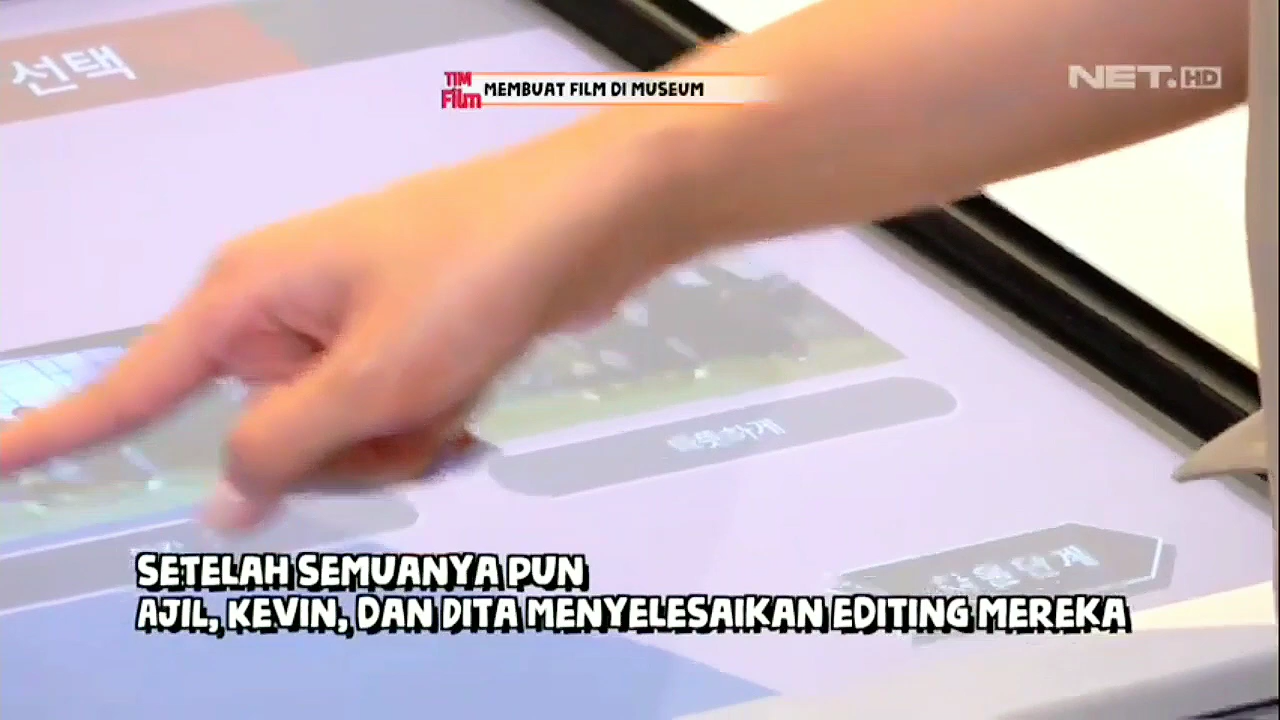 선택
TIM
Film
MEMBUAT FILM DI MUSEUM
NET. HD
SETELAH SEMUANYA PUN
AJIL, KEVIN, DAN DITA MENYELESAIKAN EDITING MEREKA